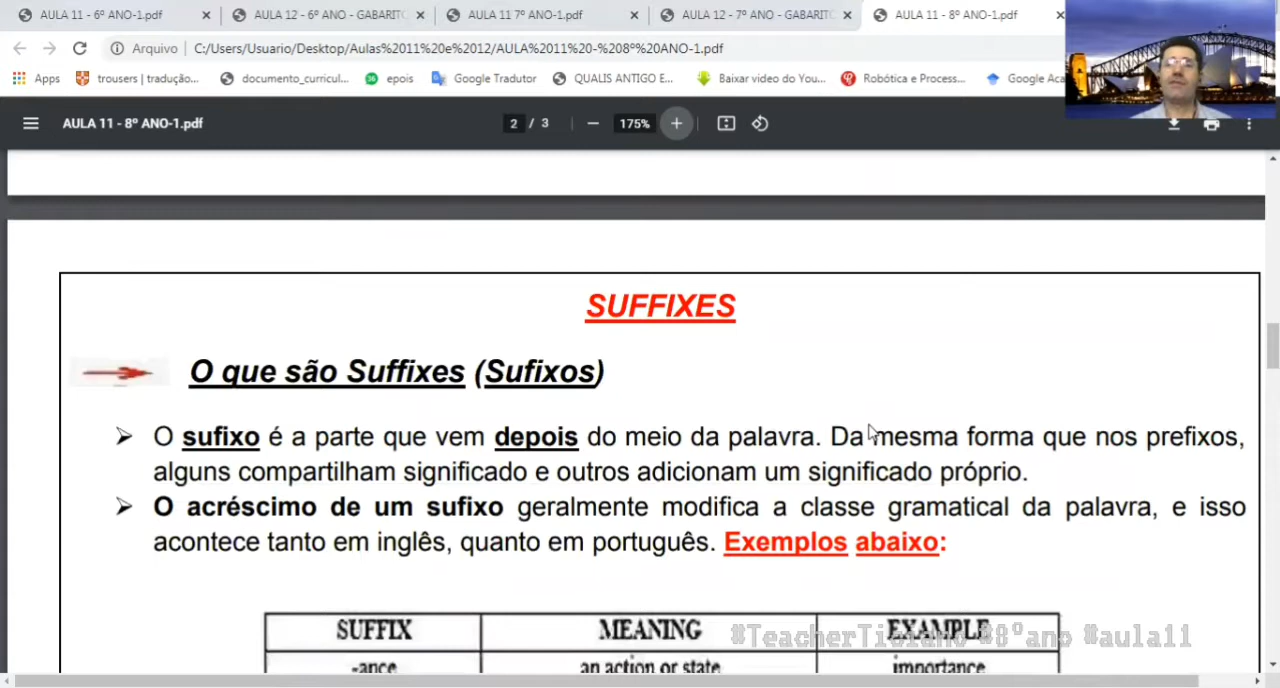 AULA 11 - 6º ANO-1.pdf × AULA 12 - 6º ANO - GABARITO × AULA 11 7º ANO-1.pdf × AULA 12 - 7º ANO - GABARITO × AULA 11 - 8º ANO-1.pdf ×
Arquivo | C:/Users/Usuario/Desktop/Aulas%2011%20e%2012/AULA%2011%20-%208º%20ANO-1.pdf
Apps trousers | tradução... documento_curricul... epois Google Tradutor QUALIS ANTIGO E... Baixar video do You... Robótica e Process... Google Aca
AULA 11 - 8º ANO-1.pdf 2 / 3 − 175% +
SUFFIXES
O que são Suffixes (Sufixos)
O sufixo é a parte que vem depois do meio da palavra. Da mesma forma que nos prefixos,
alguns compartilham significado e outros adicionam um significado próprio.
O acréscimo de um sufixo geralmente modifica a classe gramatical da palavra, e isso
acontece tanto em inglês, quanto em português. Exemplos abaixo:
SUFFIX MEANING EXAMPLE
#TeacherTiciano #8ºano #aula11
-ance an action or state importance